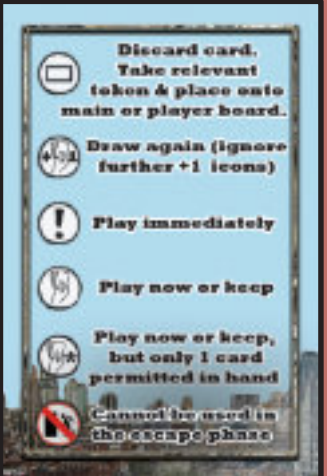 Discard card.
Take relevant
token & place onto
main or player board.
Draw again (ignore
further +1 icons)
!
Play immediately
Play now or keep
Play now or keep,
but only 1 card
permitted in hand
Cannot be used in
the escape phase